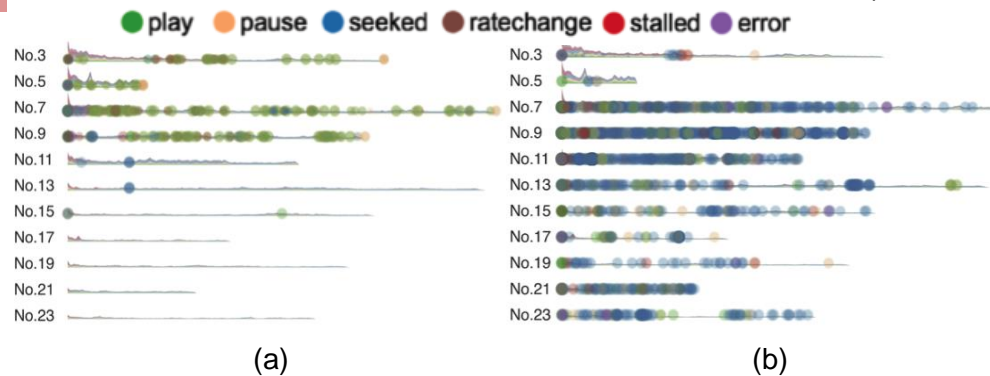 play pause seeked ratechange stalled error
No.3
No.5
No.7
No.9
No.11
No.13
No.15
No.17
No.19
No.21
No.23
(a)
No.3
No.5
No.7
No.9
No.11
No.13
No.15
No.17
No.19
No.21
No.23
(b)